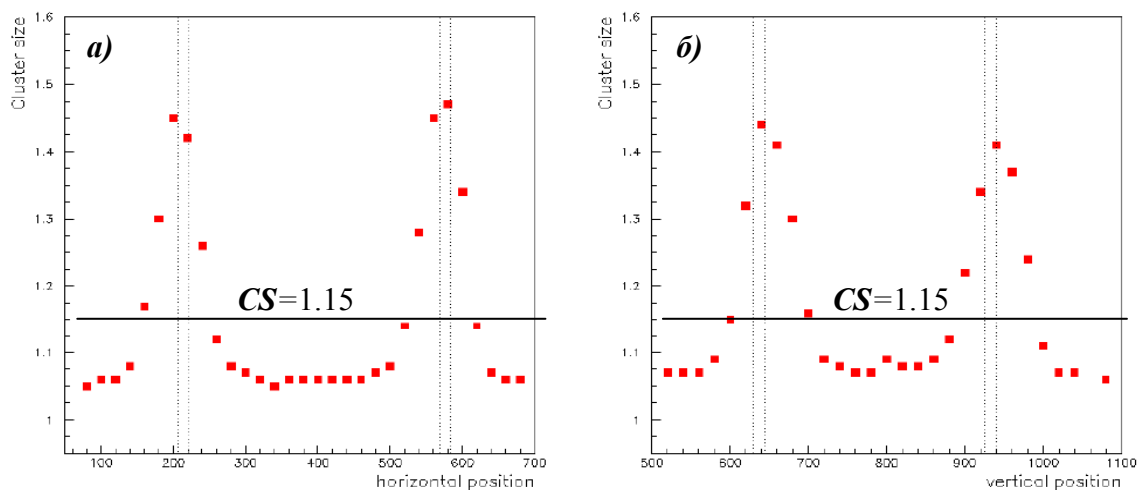 а)
Cluster size
1.6
1.5
1.4
1.3
1.2
1.1
1
CS=1.15
100 200 300 400 500 600 700
horizontal position
б)
Cluster size
1.6
1.5
1.4
1.3
1.2
1.1
1
CS=1.15
500 600 700 800 900 1000 1100
vertical position